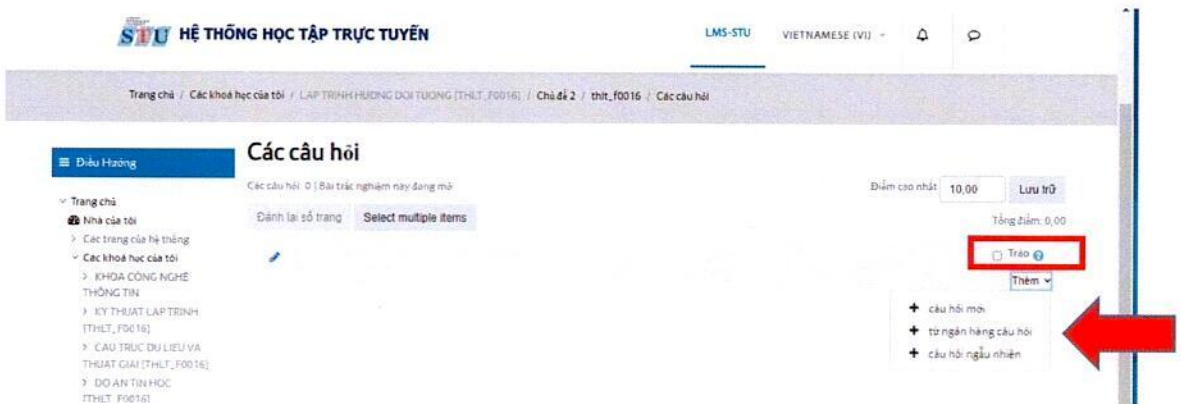 STU HỆ THỐNG HỌC TẬP TRỰC TUYẾN
LMS-STU
VIETNAMESE (VI)
Trang chủ / Các khoá học của tôi / LAP TRINH HUONG DOI TUONG [THLT_F0016] / Chủ đề 2 / thlt_f0016 / Các câu hỏi
Điều Hướng
Trang chủ
Nhà của tôi
Các trang của hệ thống
Các khoá học của tôi
KHOA CÔNG NGHỆ
THÔNG TIN
KY THUAT LAP TRINH
[THLT_F0016]
CAU TRUC DU LIEU VA
THUAT GIAI [THLT_F0016]
DO AN TIN HOC
[THLT_F0016]
Các câu hỏi
Các câu hỏi: 0 | Bài trắc nghiệm này đang mở
Điểm cao nhất 10,00 Lưu trữ
Đánh lại số trang Select multiple items
Tổng điểm: 0,00
Tráo
Thêm
+ câu hỏi mới
+ từ ngân hàng câu hỏi
+ câu hỏi ngẫu nhiên